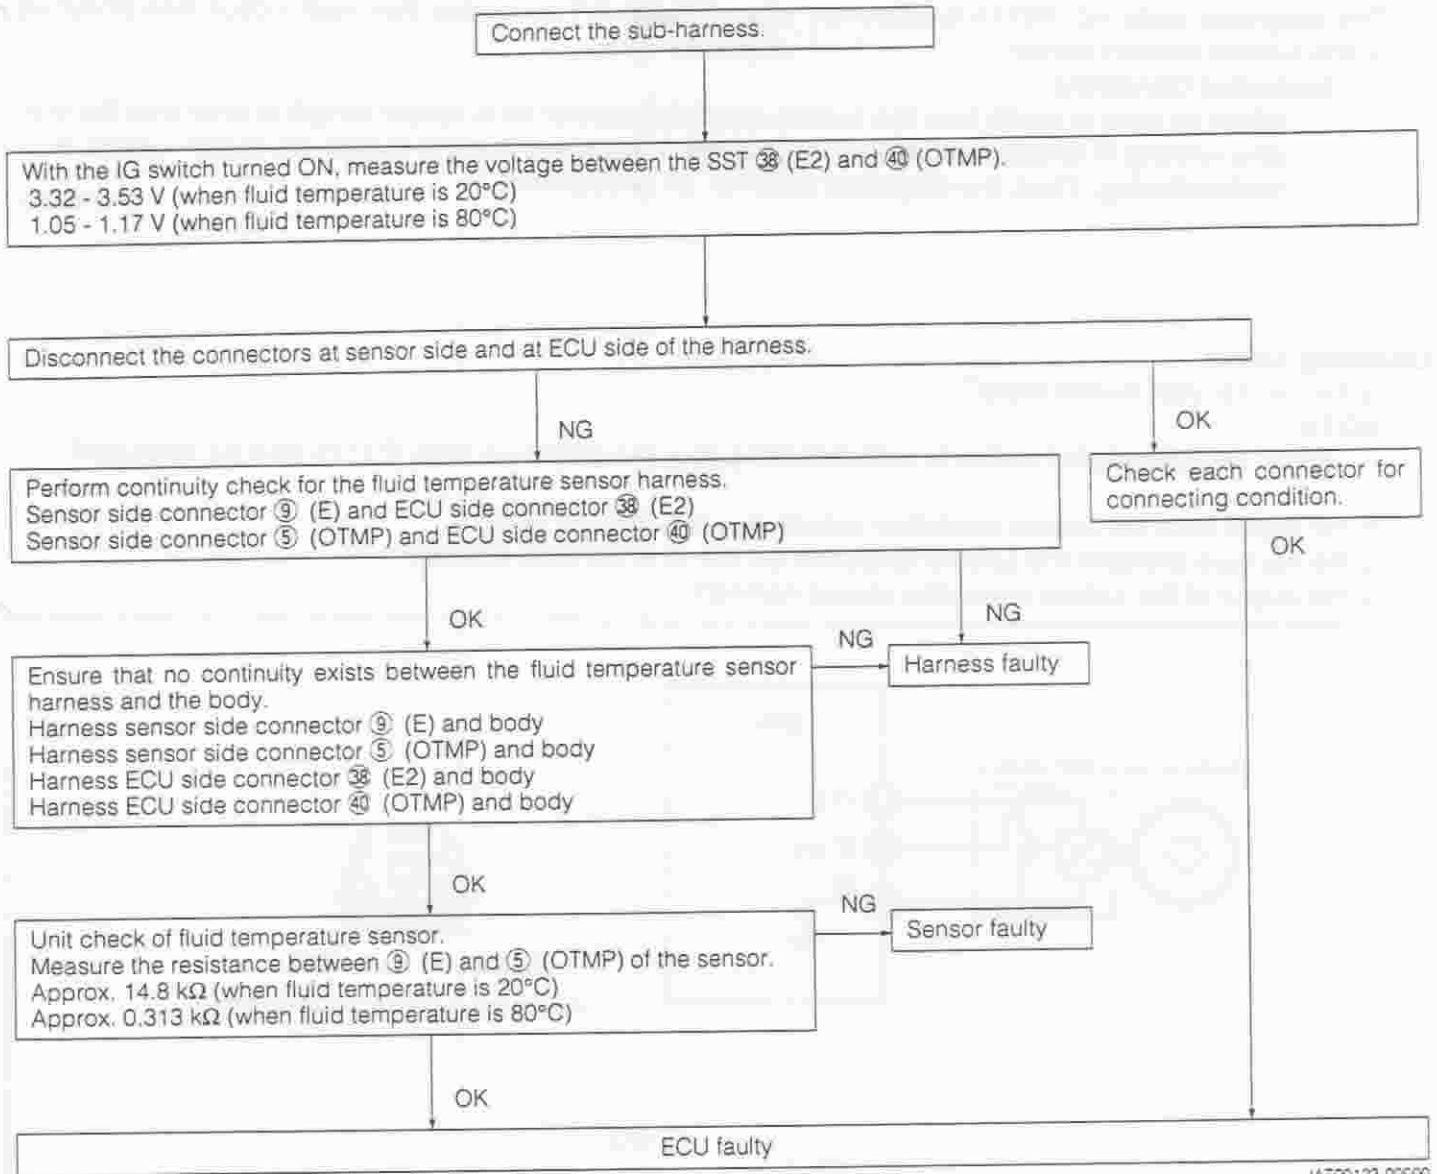 Connect the sub-harness.
With the IG switch turned ON, measure the voltage between the SST ㊳ (E2) and ㊵ (OTMP).
3.32 - 3.53 V (when fluid temperature is 20°C)
1.05 - 1.17 V (when fluid temperature is 80°C)
Disconnect the connectors at sensor side and at ECU side of the harness.
NG
OK
Perform continuity check for the fluid temperature sensor harness.
Sensor side connector ⑨ (E) and ECU side connector ㊳ (E2)
Sensor side connector ⑤ (OTMP) and ECU side connector ㊵ (OTMP)
Check each connector for
connecting condition.
OK
OK
NG
NG
Ensure that no continuity exists between the fluid temperature sensor
harness and the body.
Harness sensor side connector ⑨ (E) and body
Harness sensor side connector ⑤ (OTMP) and body
Harness ECU side connector ㊳ (E2) and body
Harness ECU side connector ㊵ (OTMP) and body
Harness faulty
OK
NG
Unit check of fluid temperature sensor.
Measure the resistance between ⑨ (E) and ⑤ (OTMP) of the sensor.
Approx. 14.8 kΩ (when fluid temperature is 20°C)
Approx. 0.313 kΩ (when fluid temperature is 80°C)
Sensor faulty
OK
ECU faulty